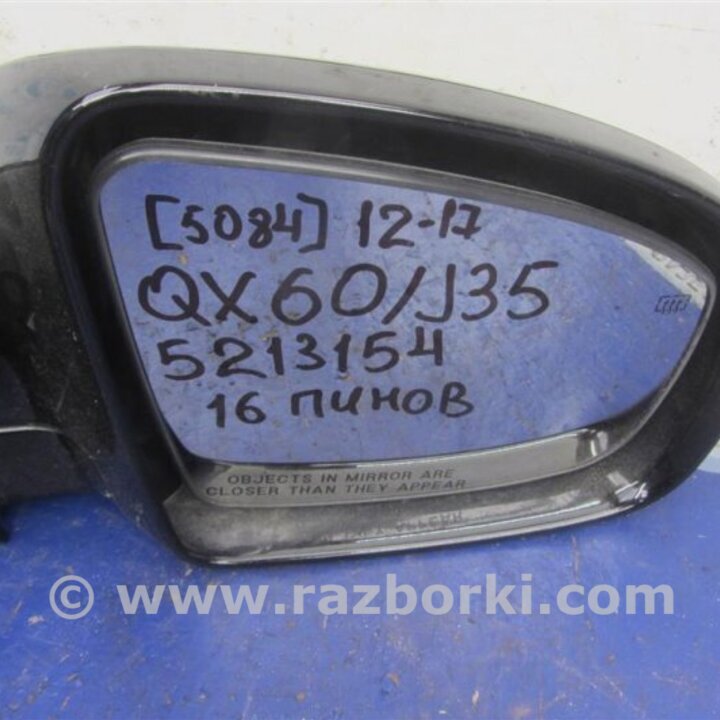 [5084] 12-17
QX60/J35
5213154
16 пинов
OBJECTS IN MIRROR ARE
CLOSER THAN THEY APPEAR
© www.razborki.com